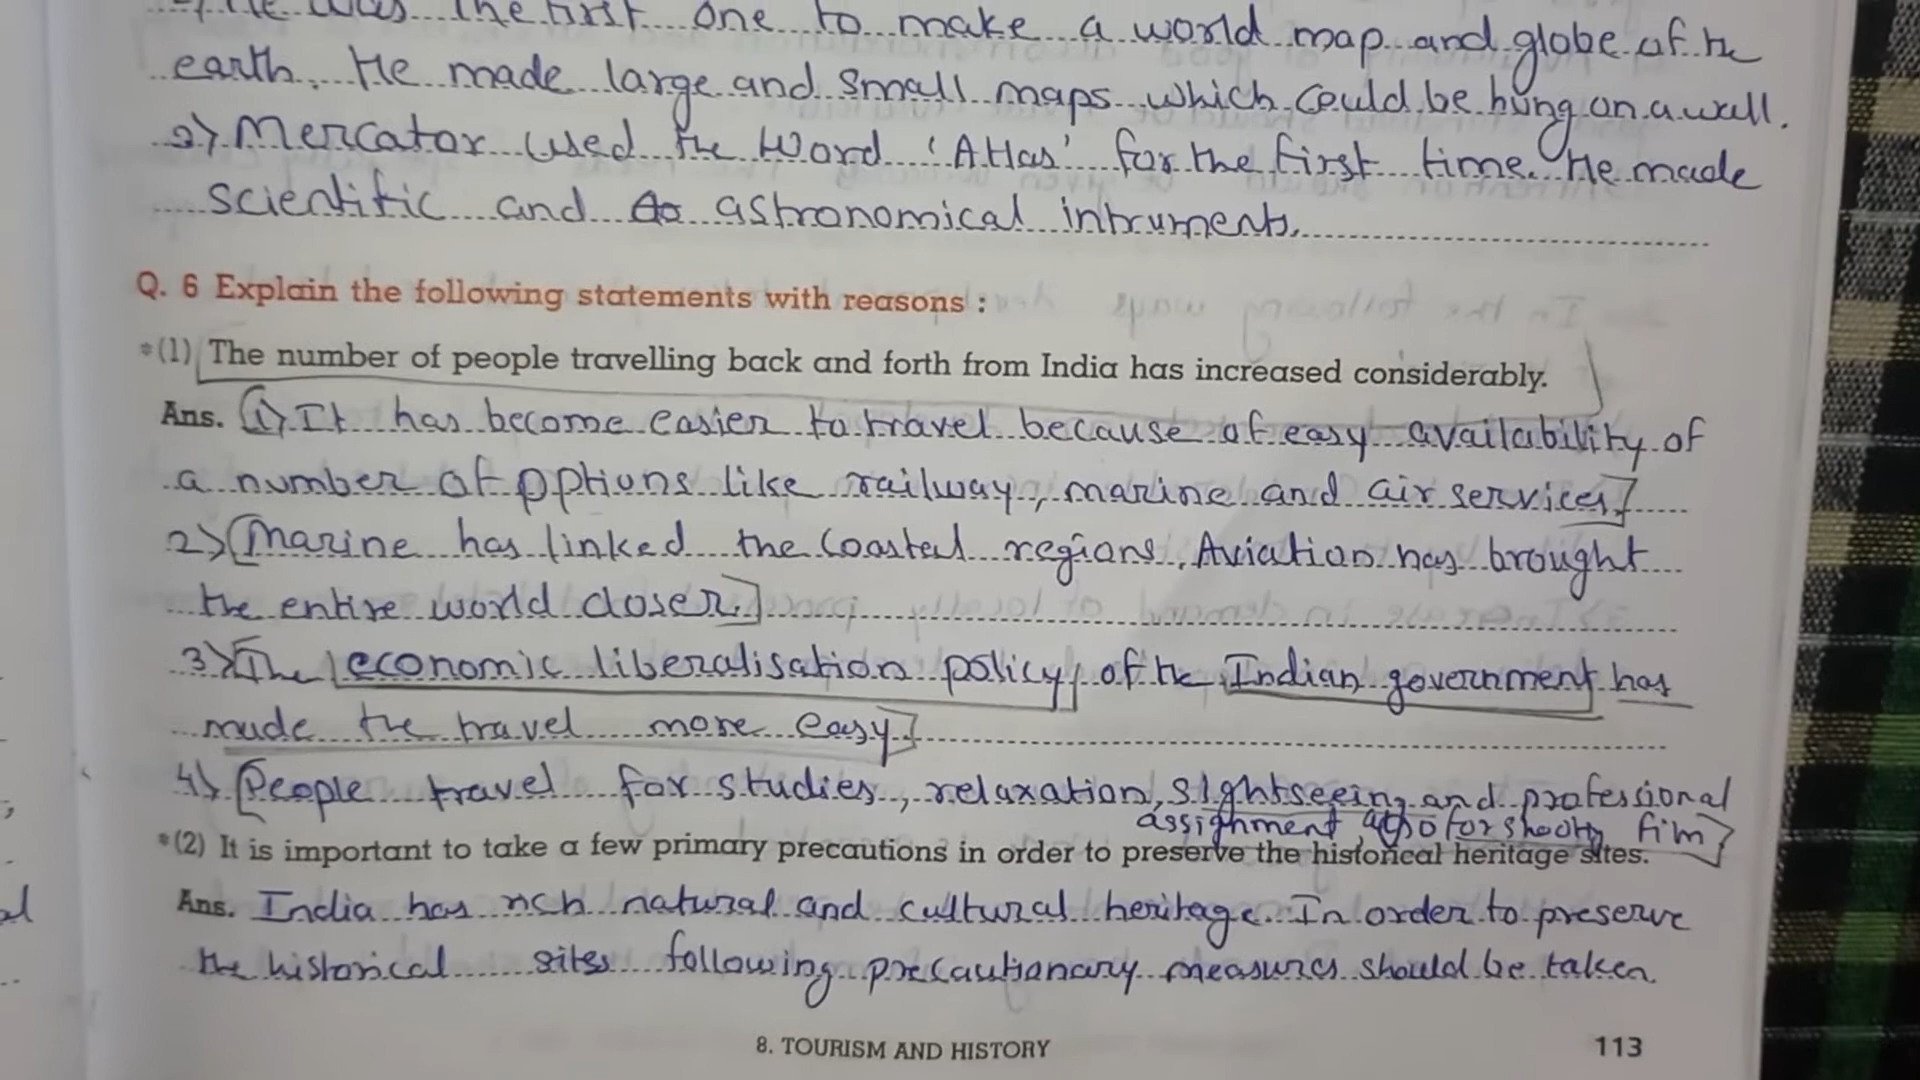 He was the first one to make a world map and globe of the
earth. He made large and small maps which could be hung on a wall.
2) Mercator used the word 'Atlas' for the first time. He made
scientific and astronomical intruments.
Q. 6 Explain the following statements with reasons :
*(1) The number of people travelling back and forth from India has increased considerably.
Ans. 1) It has become easier to travel because of easy availability of
a number of options like railway, marine and air services.
2) Marine has linked the coastal regions, Aviation has brought
the entire world closer.
3) The economic liberalisation policy of the Indian government has
made the travel more easy.
4) People travel for studies, relaxation, sightseeing and professional
assignment also for shooting film
*(2) It is important to take a few primary precautions in order to preserve the historical heritage sites.
Ans. India has rich natural and cultural heritage. In order to preserve
the historical sites following precautionary measures should be taken.
8. TOURISM AND HISTORY 113